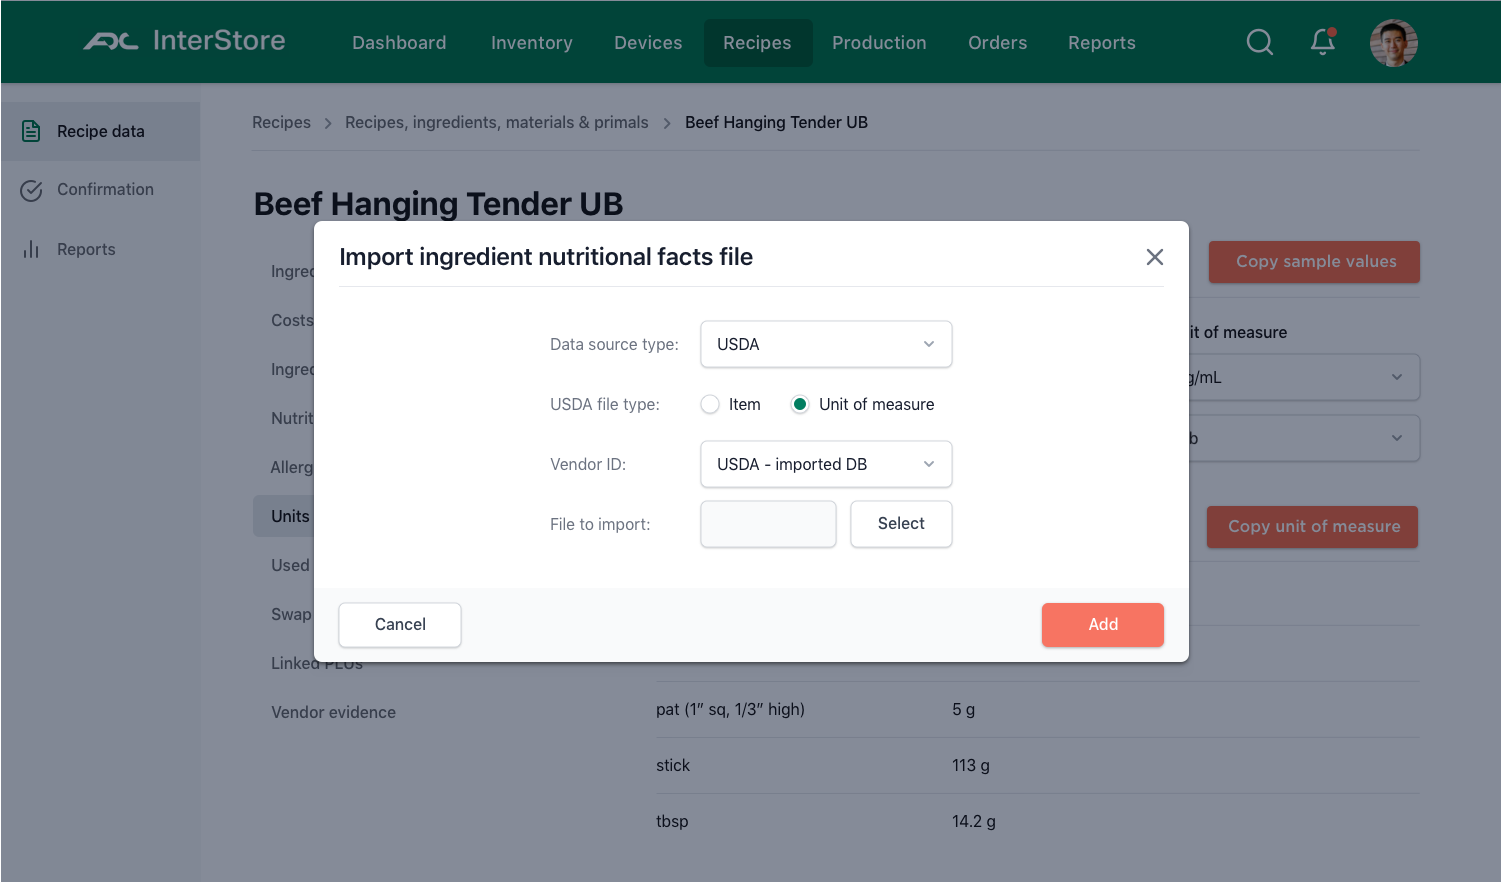 InterStore
Dashboard
Inventory
Devices
Recipes
Production
Orders
Reports
Recipe data
Confirmation
Reports
Recipes > Recipes, ingredients, materials & primals > Beef Hanging Tender UB
Beef Hanging Tender UB
Import ingredient nutritional facts file
Copy sample values
Costs
Data source type: USDA
it of measure
g/mL
USDA file type: Item Unit of measure
Vendor ID: USDA - imported DB
Units
File to import: Select
Copy unit of measure
Used
Swap
Cancel
Add
Linked PLUs
Vendor evidence
pat (1” sq, 1/3” high) 5 g
stick 113 g
tbsp 14.2 g